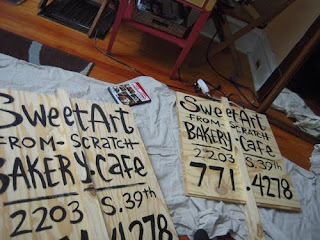 SweetArt
FROM-SCRATCH
BAKERY·Cafe
2203 S.39th
4278
SweetArt
FROM-SCRATCH
BAKERY·Cafe
2203 S.39th
771.4278